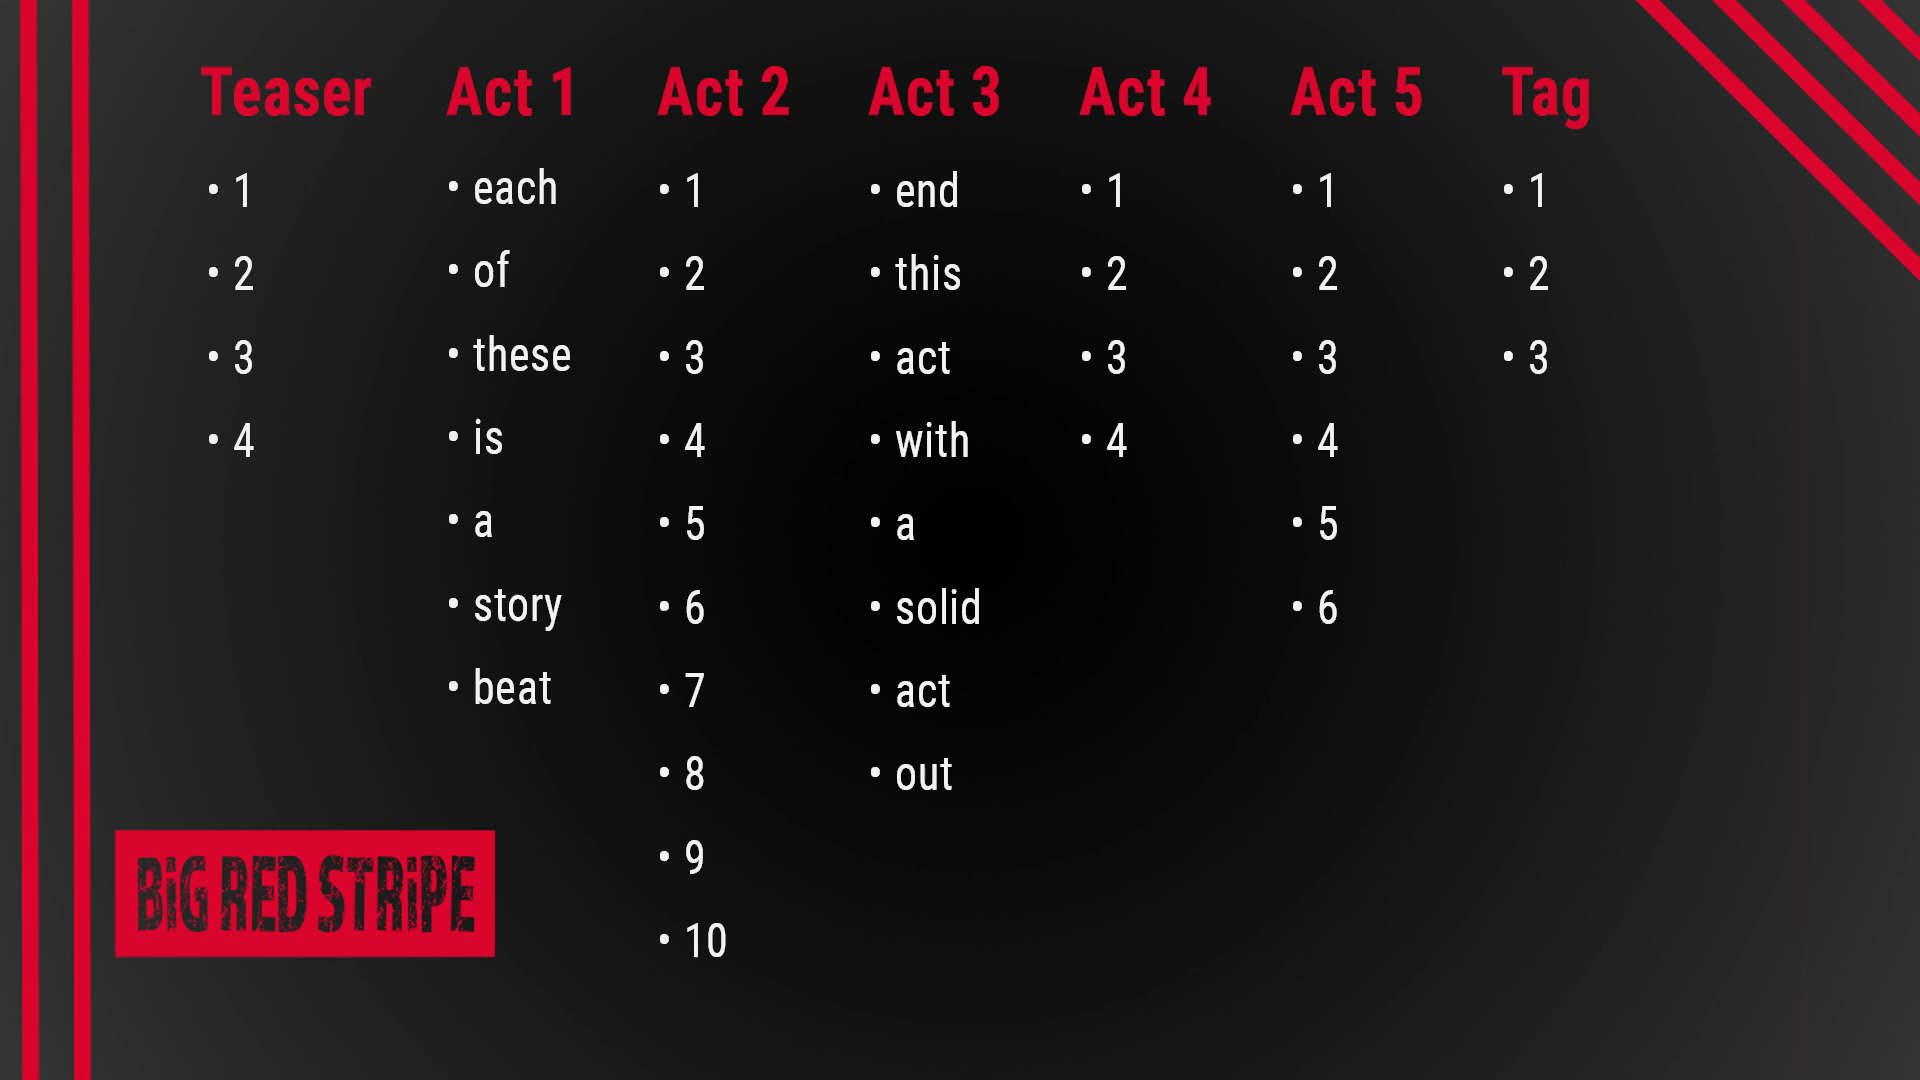 Teaser
• 1
• 2
• 3
• 4
Act 1
• each
• of
• these
• is
• a
• story
• beat
Act 2
• 1
• 2
• 3
• 4
• 5
• 6
• 7
• 8
• 9
• 10
Act 3
• end
• this
• act
• with
• a
• solid
• act
• out
Act 4
• 1
• 2
• 3
• 4
Act 5
• 1
• 2
• 3
• 4
• 5
• 6
Tag
• 1
• 2
• 3
BiG RED STRiPE